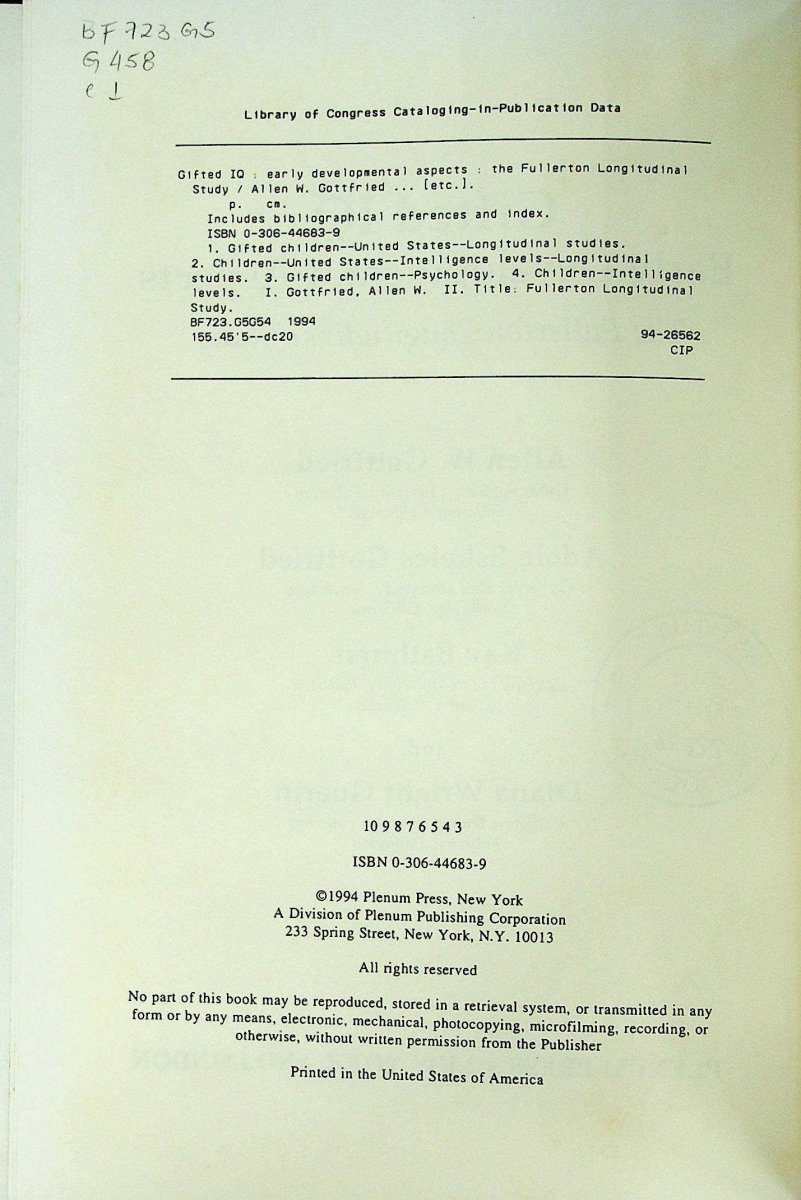 BF 723 G5
G 458
c 1
Library of Congress Cataloging-in-Publication Data
Gifted IQ : early developmental aspects : the Fullerton Longitudinal
Study / Allen W. Gottfried ... [etc.].
p. cm.
Includes bibliographical references and index.
ISBN 0-306-44683-9
1. Gifted children--United States--Longitudinal studies.
2. Children--United States--Intelligence levels--Longitudinal
studies. 3. Gifted children--Psychology. 4. Children--Intelligence
levels. I. Gottfried, Allen W. II. Title: Fullerton Longitudinal
Study.
BF723.G5G54 1994
155.45'5--dc20 94-26562
CIP
10 9 8 7 6 5 4 3
ISBN 0-306-44683-9
©1994 Plenum Press, New York
A Division of Plenum Publishing Corporation
233 Spring Street, New York, N.Y. 10013
All rights reserved
No part of this book may be reproduced, stored in a retrieval system, or transmitted in any
form or by any means, electronic, mechanical, photocopying, microfilming, recording, or
otherwise, without written permission from the Publisher
Printed in the United States of America